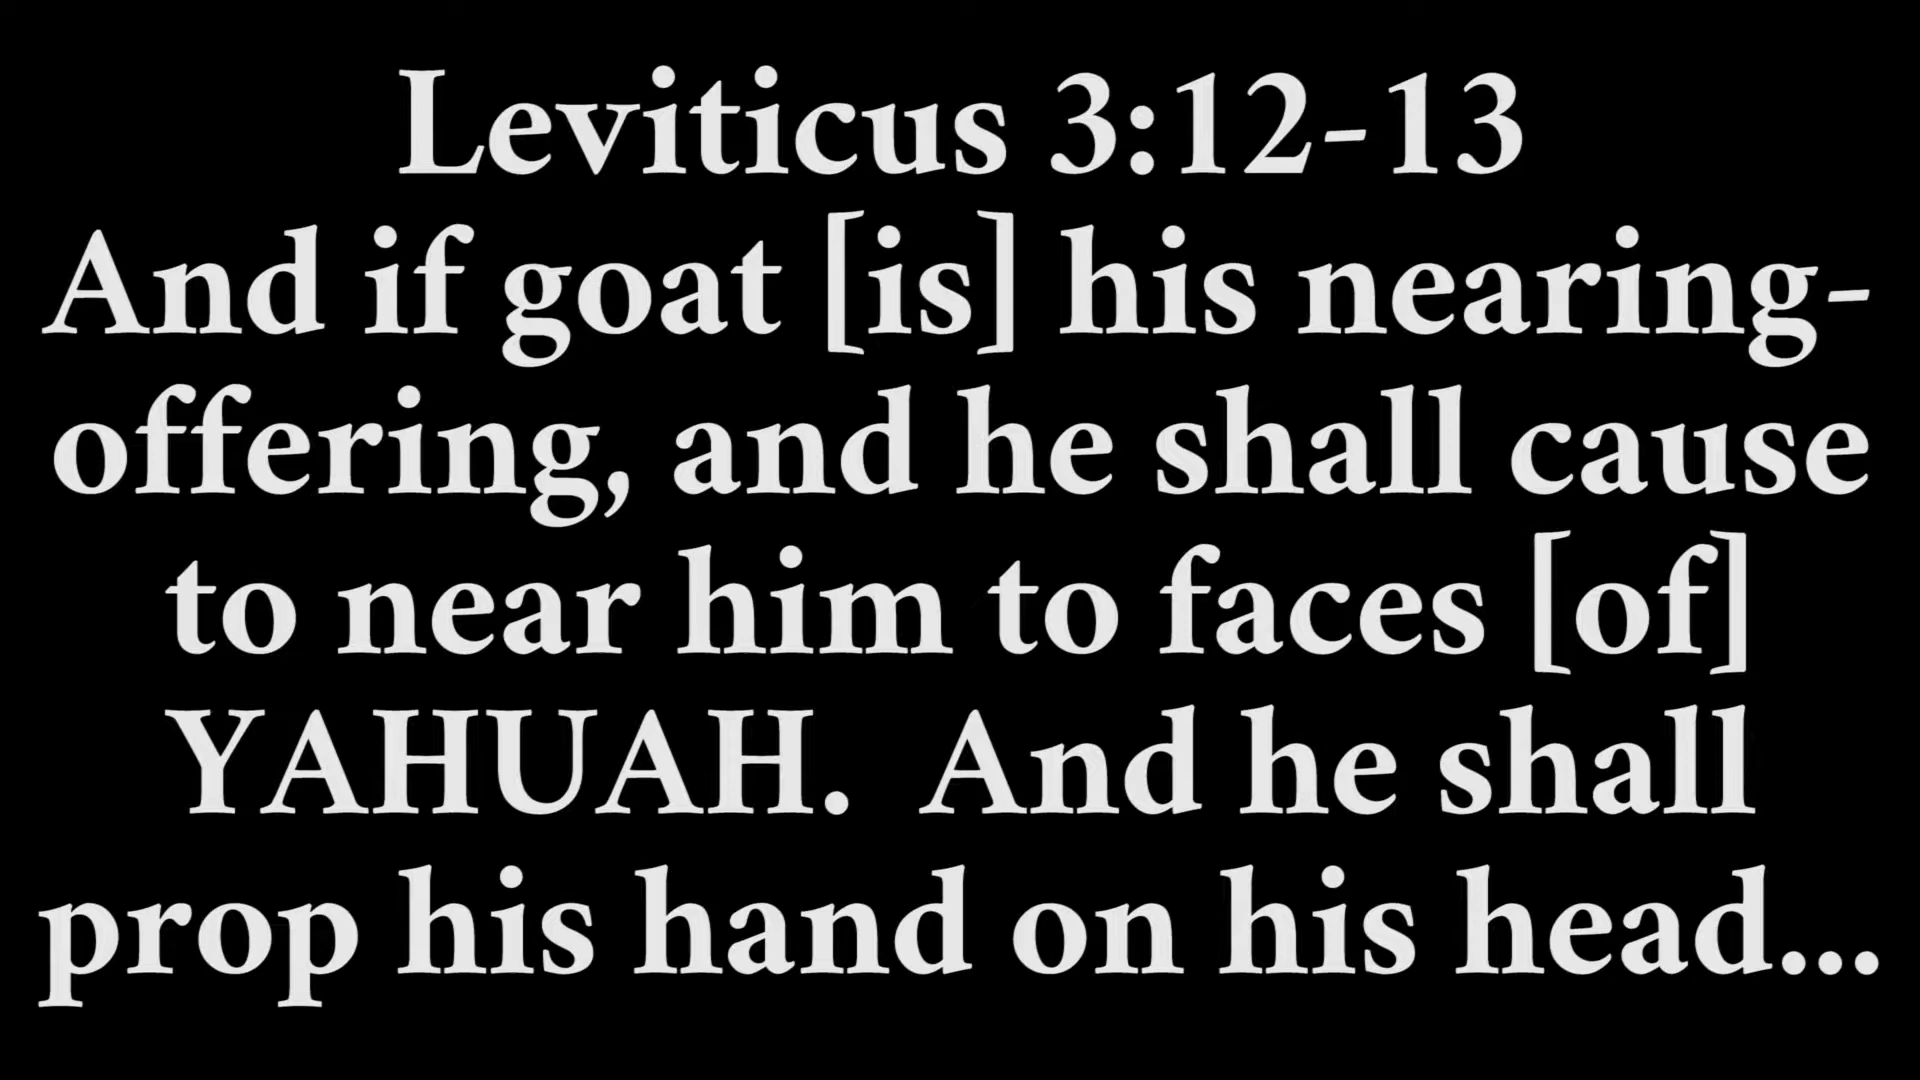 Leviticus 3:12-13
And if goat [is] his nearing-
offering, and he shall cause
to near him to faces [of]
YAHUAH.  And he shall
prop his hand on his head...